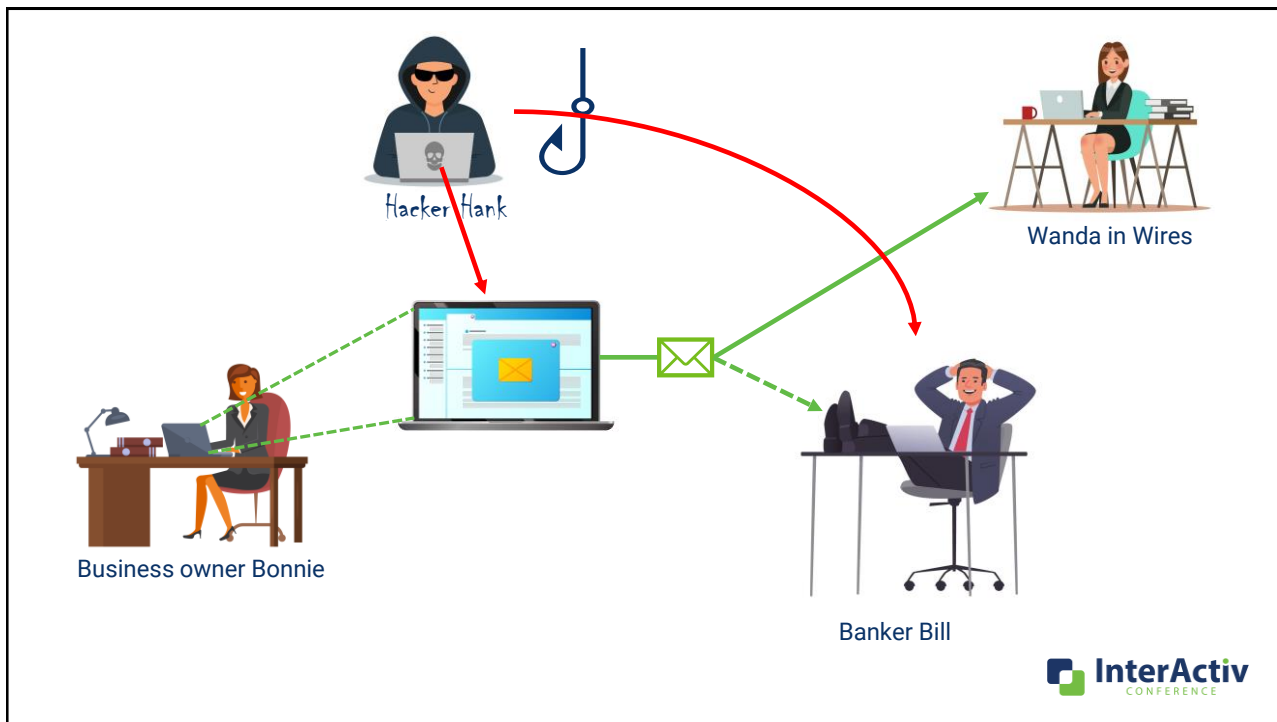 Hacker Hank
Wanda in Wires
Business owner Bonnie
Banker Bill
InterActiv
CONFERENCE